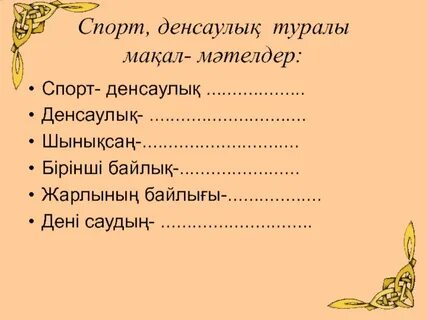 Спорт, денсаулық туралы
мақал- мәтелдер:
• Спорт- денсаулық ...................
• Денсаулық- ..............................
• Шынықсаң-..............................
• Бірінші байлық-.......................
• Жарлының байлығы-..................
• Дені саудың- .............................